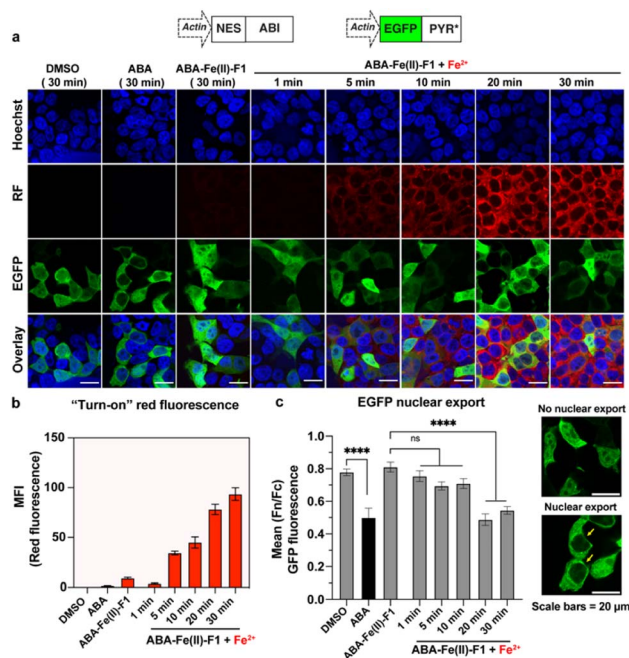 Actin NES ABI Actin EGFP PYR*
a
ABA-Fe(II)-F1 + Fe²⁺
DMSO ABA ABA-Fe(II)-F1
( 30 min) ( 30 min) (30 min) 1 min 5 min 10 min 20 min 30 min
Hoechst
RF
EGFP
Overlay
b "Turn-on" red fluorescence
MFI
(Red fluorescence)
150
100
50
0
DMSO
ABA
ABA-Fe(II)-F1
1 min
5 min
10 min
20 min
30 min
ABA-Fe(II)-F1 + Fe²⁺
c EGFP nuclear export
Mean (Fn/Fc)
GFP fluorescence
1.0
0.8
0.6
0.4
0.2
0.0
****
ns
****
DMSO
ABA
ABA-Fe(II)-F1
1 min
5 min
10 min
20 min
30 min
ABA-Fe(II)-F1 + Fe²⁺
No nuclear export
Nuclear export
Scale bars = 20 µm